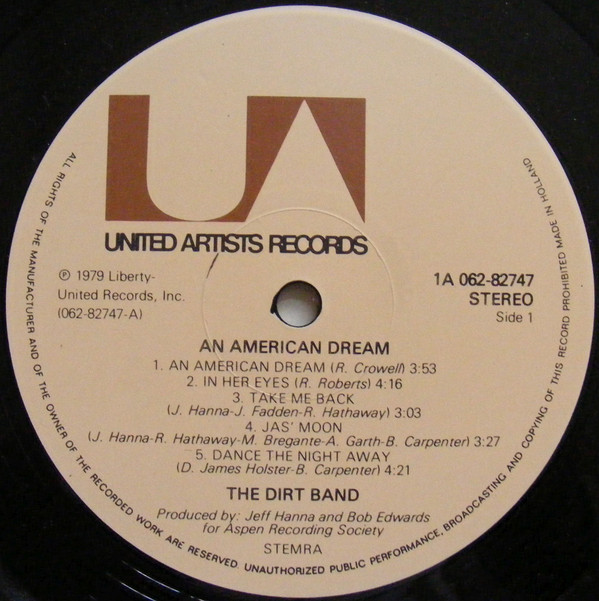 UA
UNITED ARTISTS RECORDS
℗ 1979 Liberty-
United Records, Inc.
(062-82747-A)
1A 062-82747
STEREO
Side 1
AN AMERICAN DREAM
1. AN AMERICAN DREAM (R. Crowell) 3:53
2. IN HER EYES (R. Roberts) 4:16
3. TAKE ME BACK
(J. Hanna-J. Fadden-R. Hathaway) 3:03
4. JAS' MOON
(J. Hanna-R. Hathaway-M. Bregante-A. Garth-B. Carpenter) 3:27
5. DANCE THE NIGHT AWAY
(D. James Holster-B. Carpenter) 4:21
THE DIRT BAND
Produced by: Jeff Hanna and Bob Edwards
for Aspen Recording Society
STEMRA
ALL RIGHTS OF THE MANUFACTURER AND OF THE OWNER OF THE RECORDED WORK ARE RESERVED. UNAUTHORIZED PUBLIC PERFORMANCE, BROADCASTING AND COPYING OF THIS RECORD PROHIBITED MADE IN HOLLAND